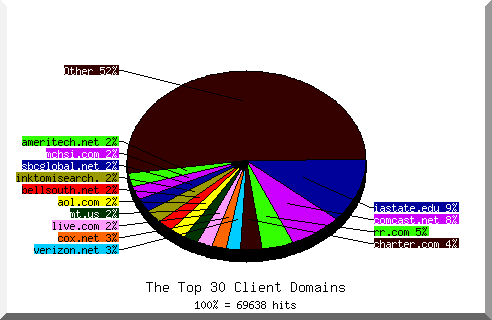 Other 52%
ameritech.net 2%
mchsi.com 2%
sbcglobal.net 2%
inktomisearch. 2%
bellsouth.net 2%
aol.com 2%
mt.us 2%
live.com 2%
cox.net 3%
verizon.net 3%
iastate.edu 9%
comcast.net 8%
rr.com 5%
charter.com 4%
The Top 30 Client Domains
100% = 69638 hits